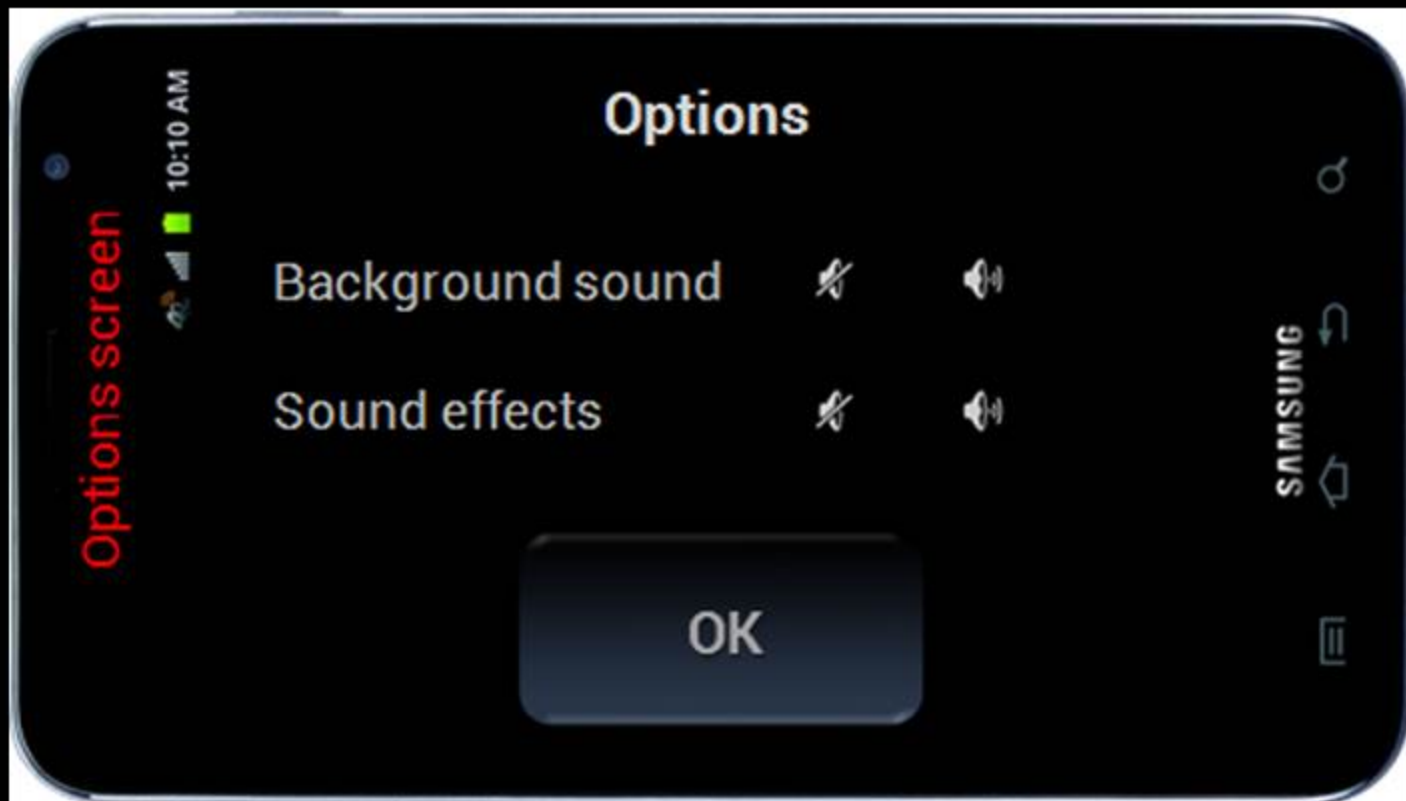 Options screen
10:10 AM
Options
Background sound
Sound effects
OK
SAMSUNG